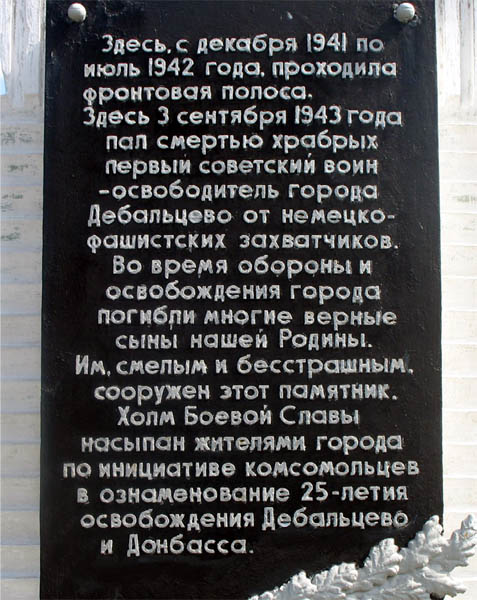 Здесь, с декабря 1941 по
июль 1942 года, проходила
фронтовая полоса.
Здесь 3 сентября 1943 года
пал смертью храбрых
первый советский воин
-освободитель города
Дебальцево от немецко-
фашистских захватчиков.
Во время обороны и
освобождения города
погибли многие верные
сыны нашей Родины.
Им, смелым и бесстрашным,
сооружен этот памятник.
Холм Боевой Славы
насыпан жителями города
по инициативе комсомольцев
в ознаменование 25-летия
освобождения Дебальцево
и Донбасса.